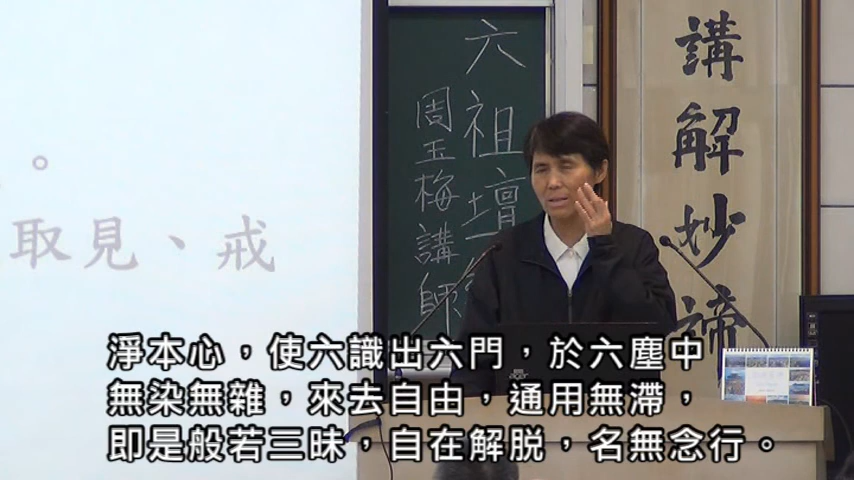 。
取見、戒
六祖壇
周玉梅講師
講解妙諦
acer
淨本心，使六識出六門，於六塵中
無染無雜，來去自由，通用無滯，
即是般若三昧，自在解脱，名無念行。